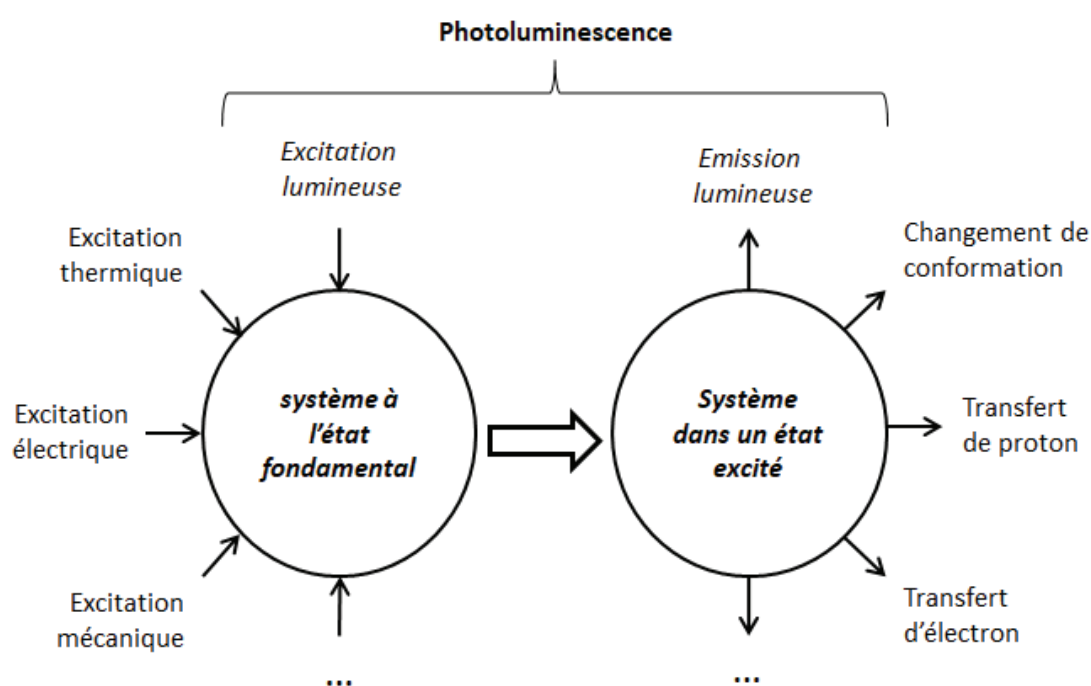 Photoluminescence
Excitation
lumineuse
Emission
lumineuse
Excitation
thermique
Changement de
conformation
système à
l’état
fondamental
Système
dans un état
excité
Excitation
électrique
Transfert
de proton
Excitation
mécanique
Transfert
d’électron
...
...